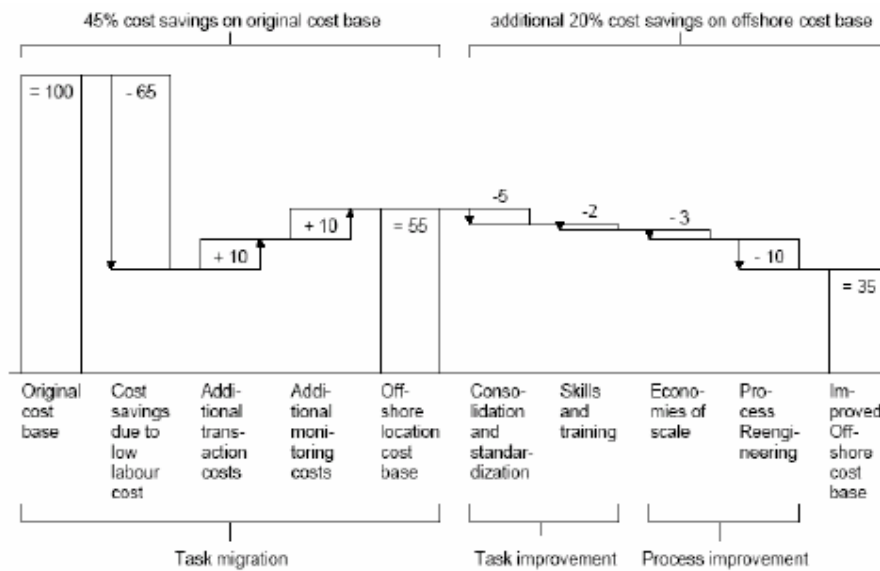 45% cost savings on original cost base
additional 20% cost savings on offshore cost base
= 100
- 65
+ 10
+ 10
= 55
-5
-2
- 3
- 10
= 35
Original
cost
base
Cost
savings
due to
low
labour
cost
Addi-
tional
trans-
action
costs
Addi-
tional
moni-
toring
costs
Off-
shore
location
cost
base
Conso-
lidation
and
standar-
dization
Skills
and
training
Econo-
mies of
scale
Pro-
cess
Reengi-
neering
Im-
proved
Off-
shore
cost
base
Task migration
Task improvement
Process improvement